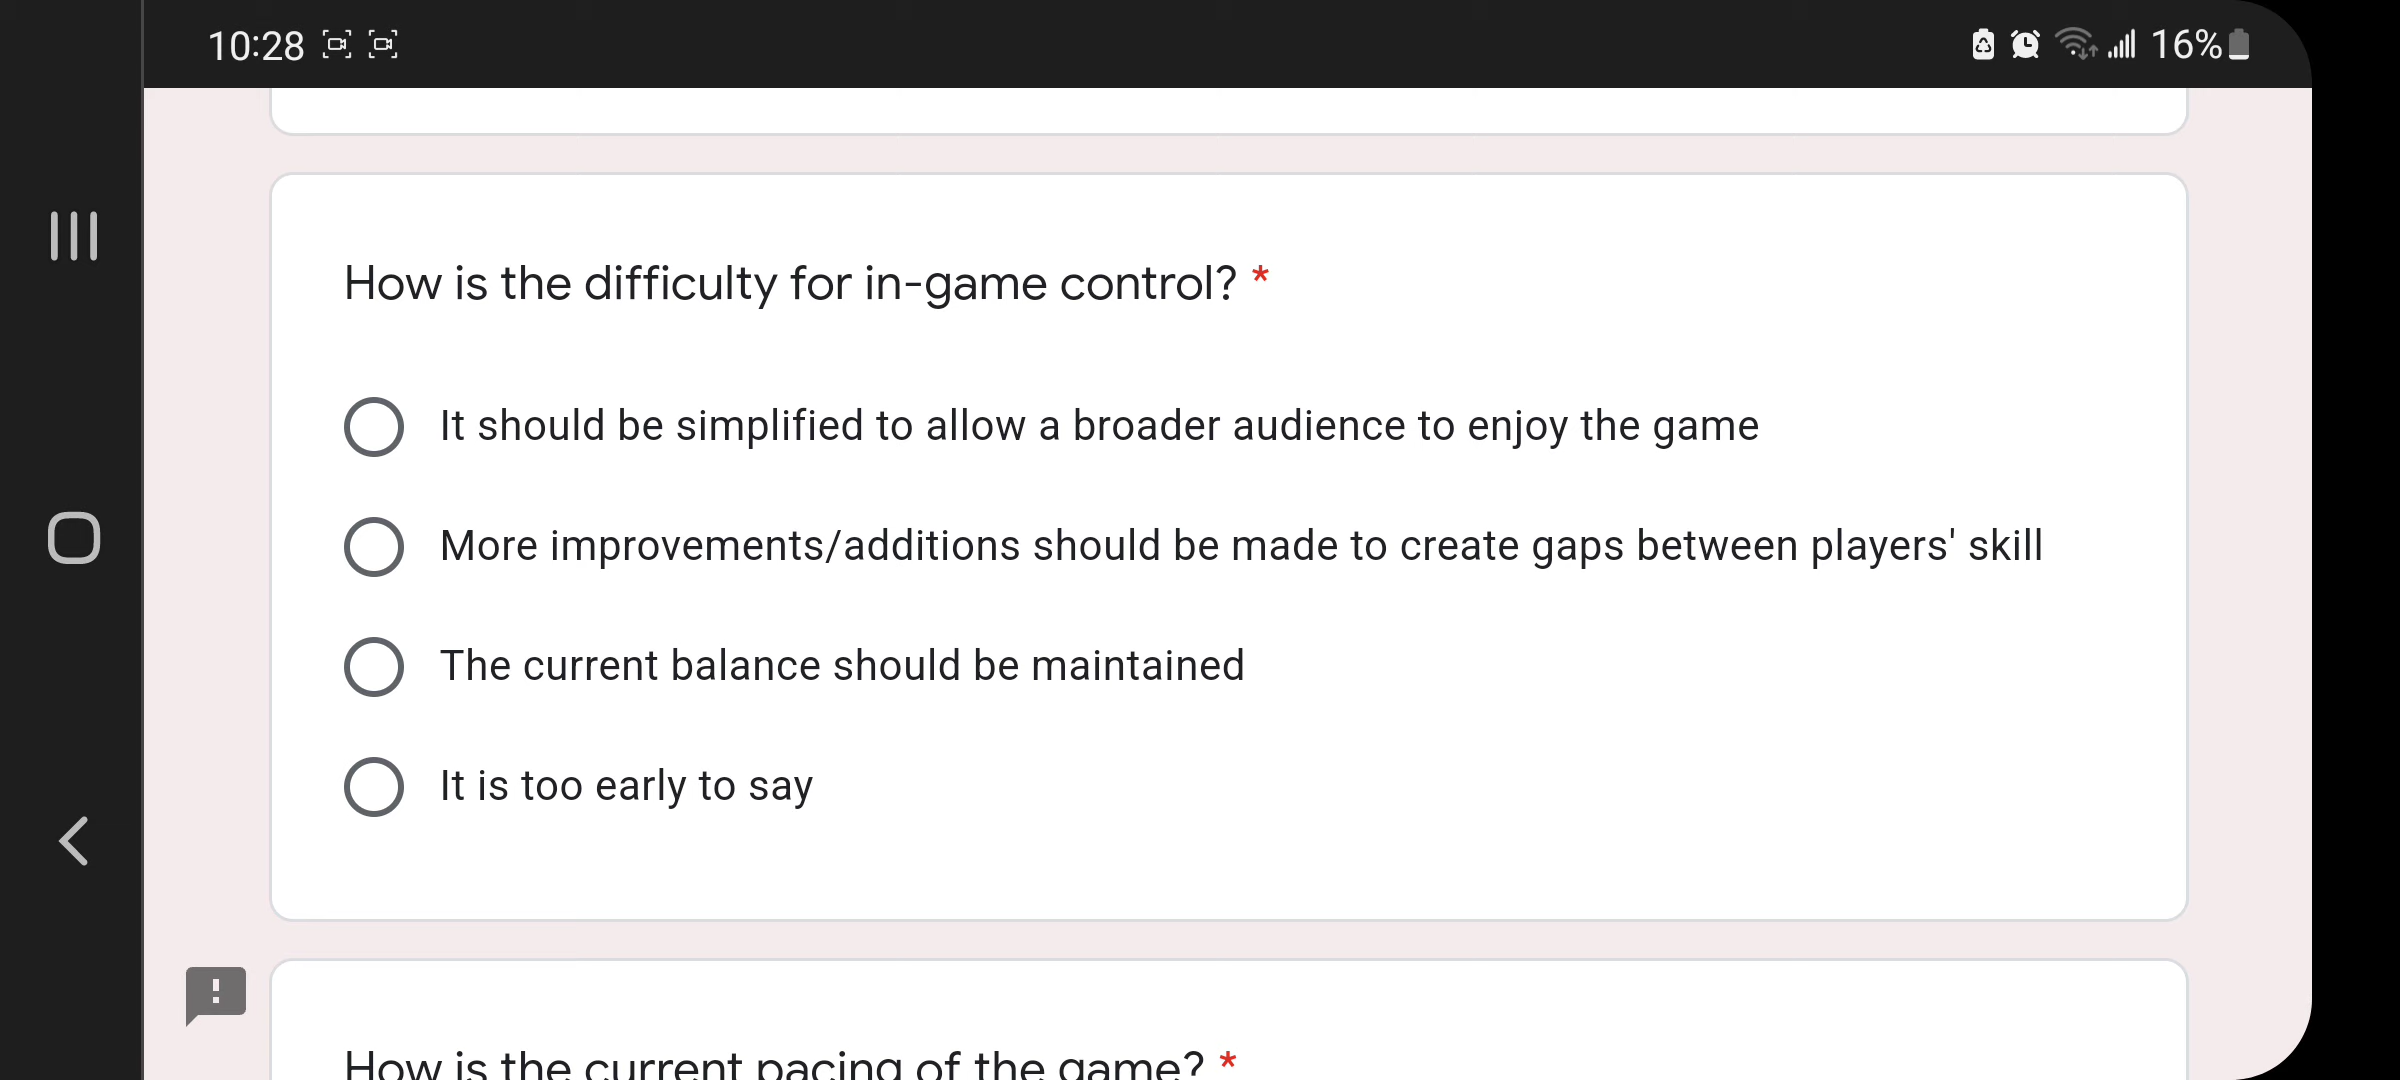 10:28
16%
How is the difficulty for in-game control? *
It should be simplified to allow a broader audience to enjoy the game
More improvements/additions should be made to create gaps between players' skill
The current balance should be maintained
It is too early to say
How is the current pacing of the game? *